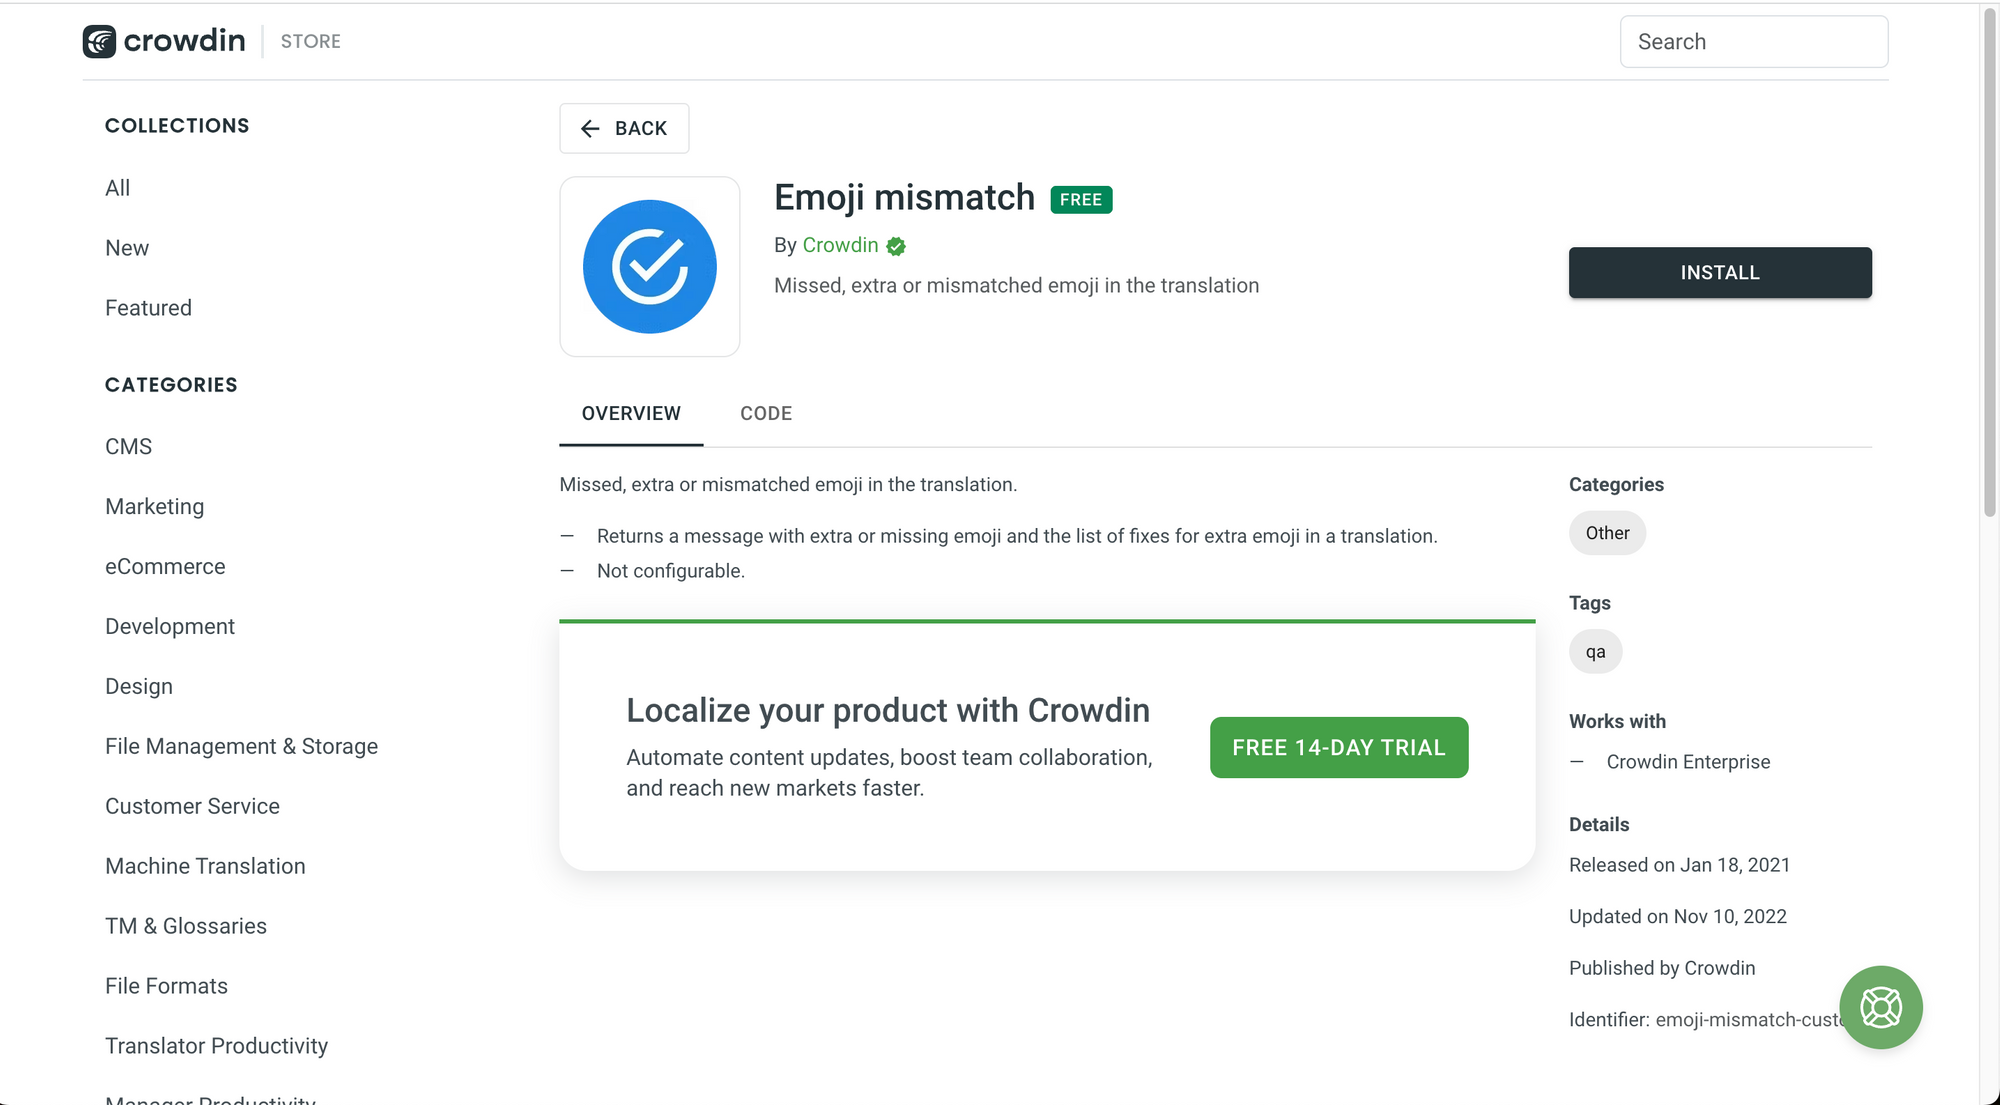 crowdin
STORE
Search
COLLECTIONS
All
New
Featured
CATEGORIES
CMS
Marketing
eCommerce
Development
Design
File Management & Storage
Customer Service
Machine Translation
TM & Glossaries
File Formats
Translator Productivity
Manager Productivity
BACK
Emoji mismatch
FREE
By Crowdin
Missed, extra or mismatched emoji in the translation
INSTALL
OVERVIEW
CODE
Missed, extra or mismatched emoji in the translation.
— Returns a message with extra or missing emoji and the list of fixes for extra emoji in a translation.
— Not configurable.
Localize your product with Crowdin
Automate content updates, boost team collaboration,
and reach new markets faster.
FREE 14-DAY TRIAL
Categories
Other
Tags
qa
Works with
— Crowdin Enterprise
Details
Released on Jan 18, 2021
Updated on Nov 10, 2022
Published by Crowdin
Identifier: emoji-mismatch-custo